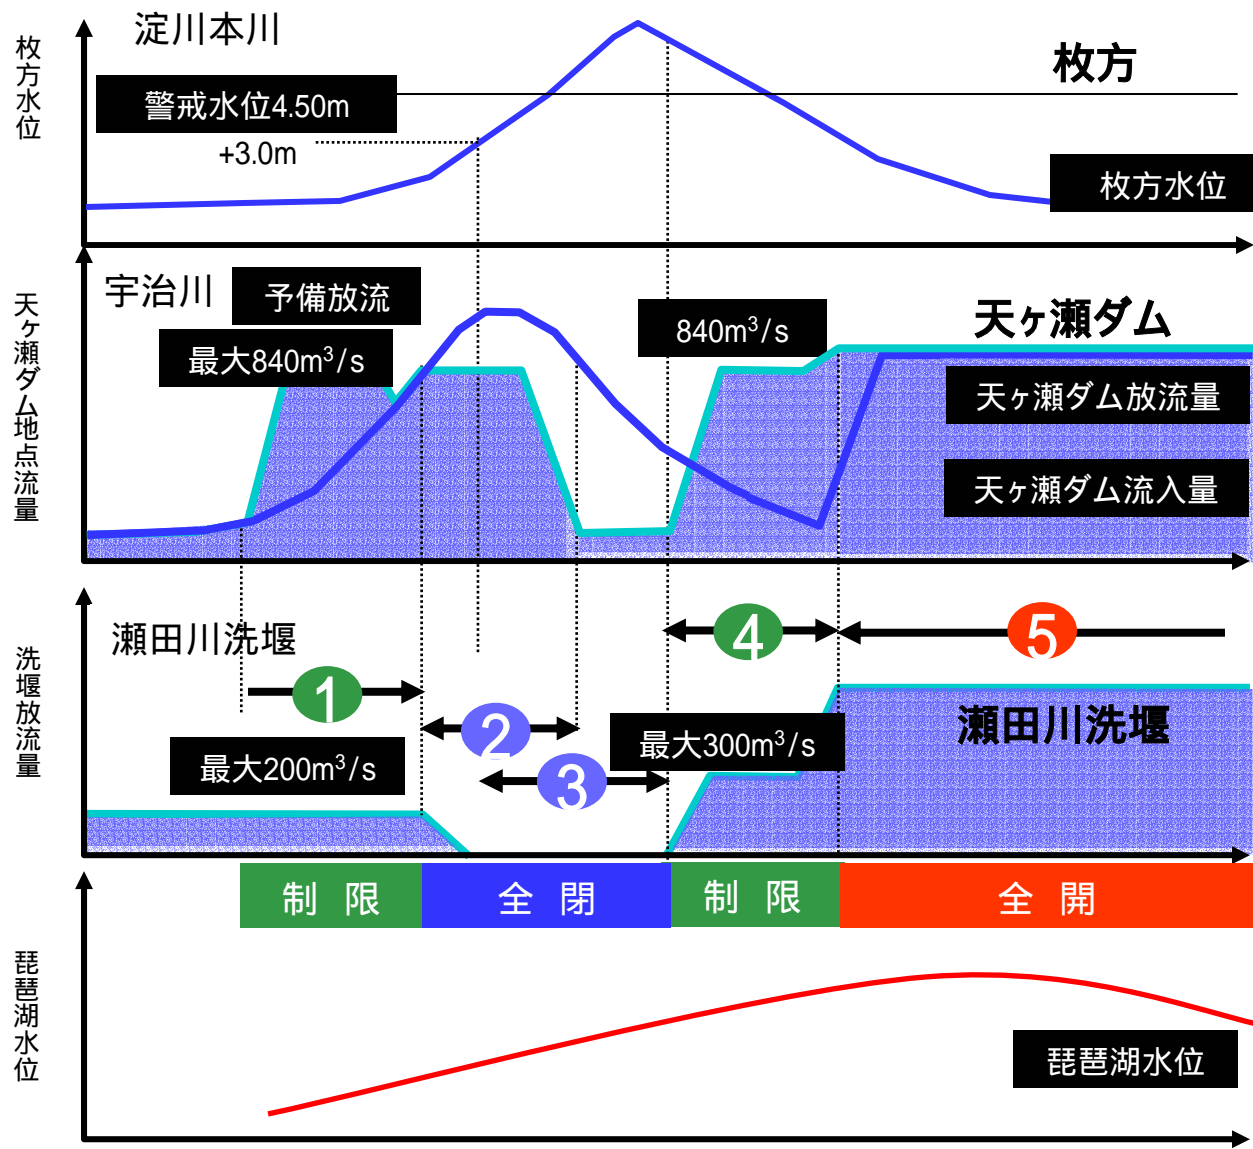 枚方水位
淀川本川
枚方
警戒水位4.50m
+3.0m
枚方水位
天ヶ瀬ダム地点流量
宇治川
予備放流
最大840m³/s
840m³/s
天ヶ瀬ダム
天ヶ瀬ダム放流量
天ヶ瀬ダム流入量
洗堰放流量
瀬田川洗堰
1
2
3
4
5
最大200m³/s
最大300m³/s
瀬田川洗堰
制 限
全 閉
制 限
全 開
琵琶湖水位
琵琶湖水位